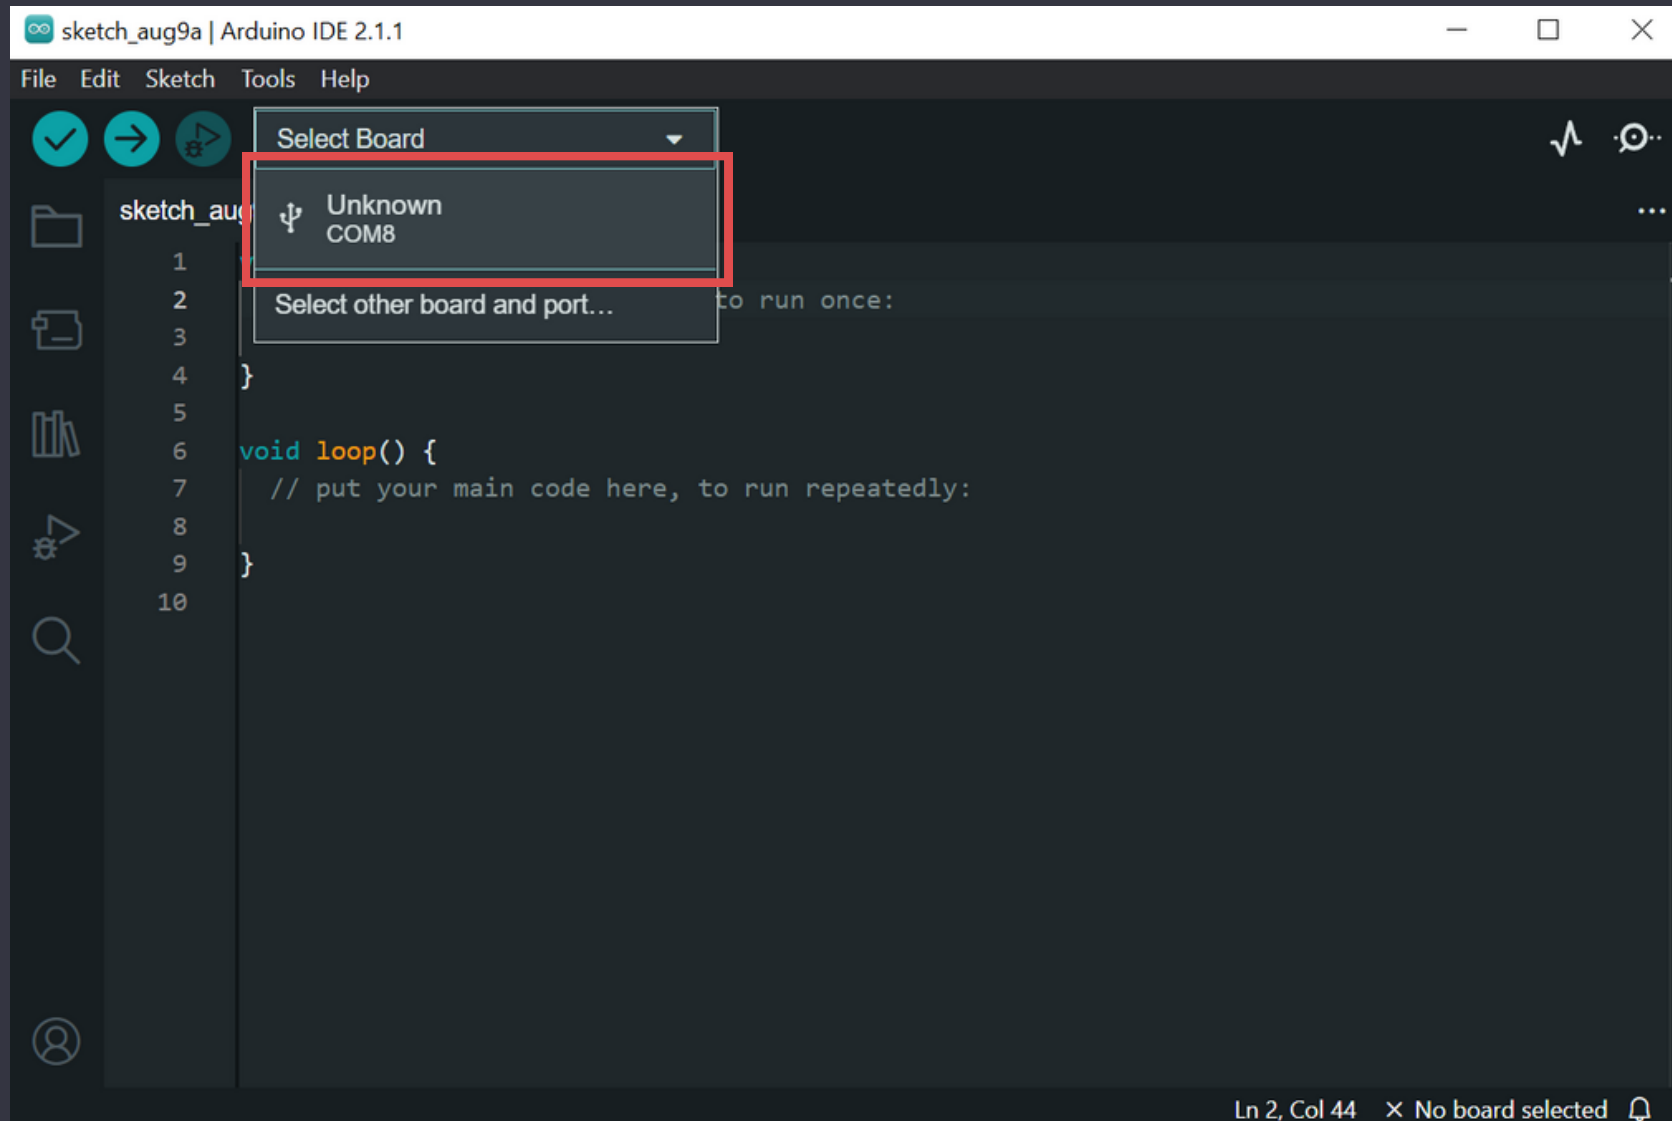 sketch_aug9a | Arduino IDE 2.1.1
File Edit Sketch Tools Help
Select Board
Unknown
COM8
Select other board and port...
sketch_aug
1
2 to run once:
3
4 }
5
6 void loop() {
7 // put your main code here, to run repeatedly:
8
9 }
10
Ln 2, Col 44 × No board selected